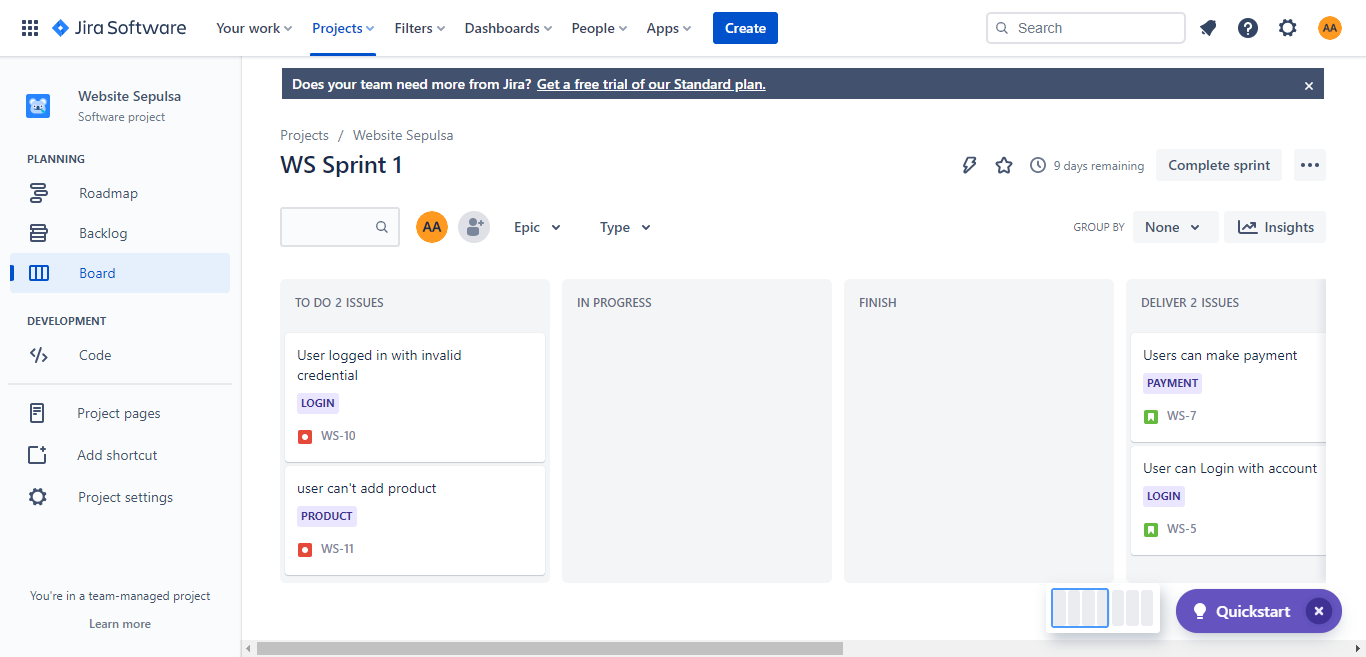 Jira Software
Your work
Projects
Filters
Dashboards
People
Apps
Create
Search
AA
Website Sepulsa
Software project
PLANNING
Roadmap
Backlog
Board
DEVELOPMENT
Code
Project pages
Add shortcut
Project settings
You're in a team-managed project
Learn more
Does your team need more from Jira? Get a free trial of our Standard plan.
Projects / Website Sepulsa
WS Sprint 1
9 days remaining
Complete sprint
AA
Epic
Type
GROUP BY
None
Insights
TO DO 2 ISSUES
User logged in with invalid
credential
LOGIN
WS-10
user can't add product
PRODUCT
WS-11
IN PROGRESS
FINISH
DELIVER 2 ISSUES
Users can make payment
PAYMENT
WS-7
User can Login with account
LOGIN
WS-5
Quickstart